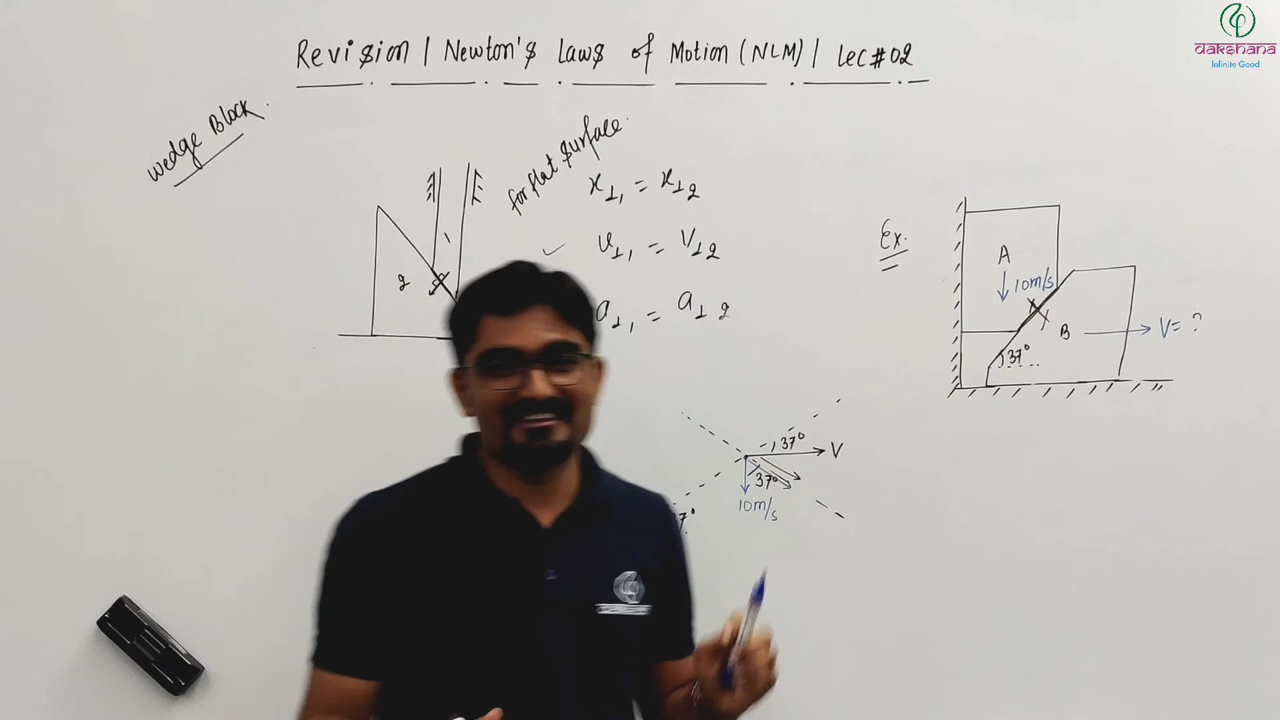 Revision | Newton's Laws of Motion (NLM) | Lec#02
dakshana
Infinite Good
Wedge Block.
for flat surface.
x⊥1 = x⊥2
v⊥1 = v⊥2
a⊥1 = a⊥2
1
2
Ex.
A
10m/s
B
V= ?
37°
37°
V
37°
10m/s
7°